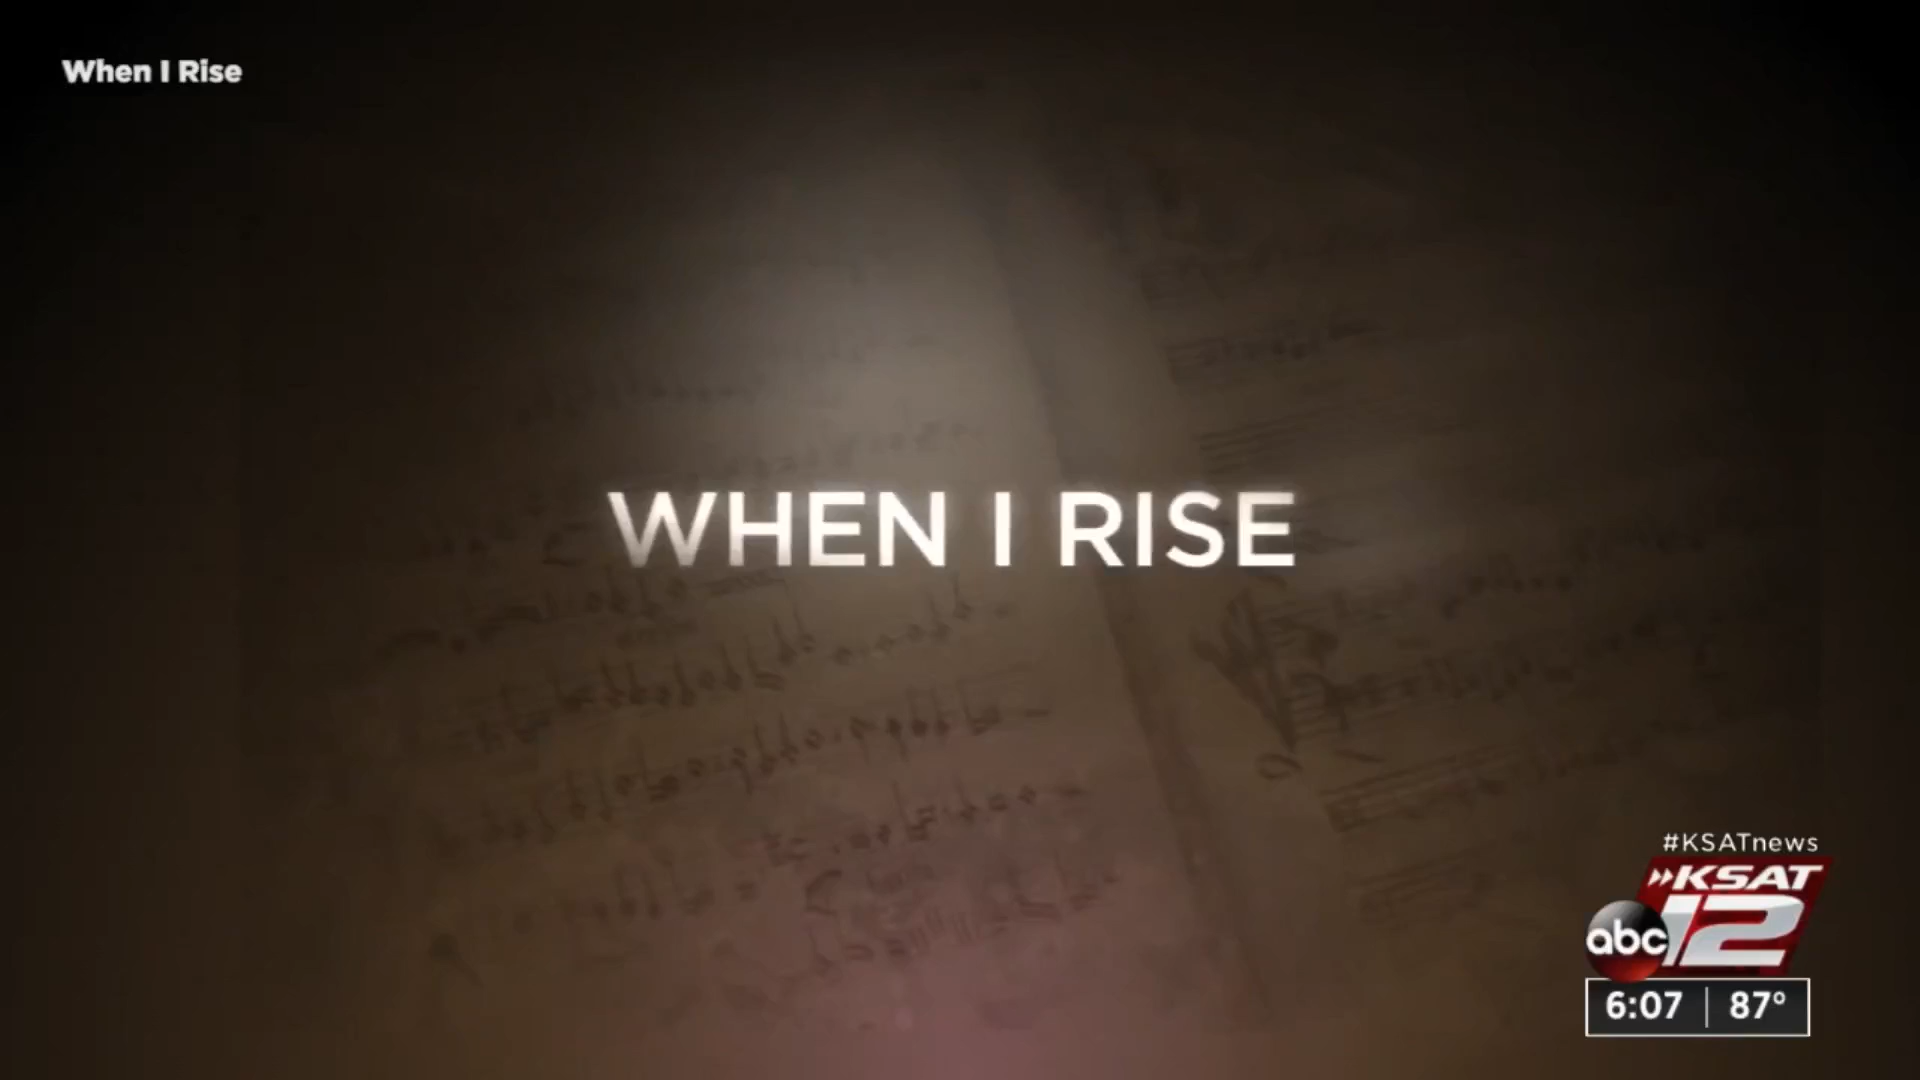 When I Rise
WHEN I RISE
#KSATnews
KSAT
12
abc
6:07 | 87°